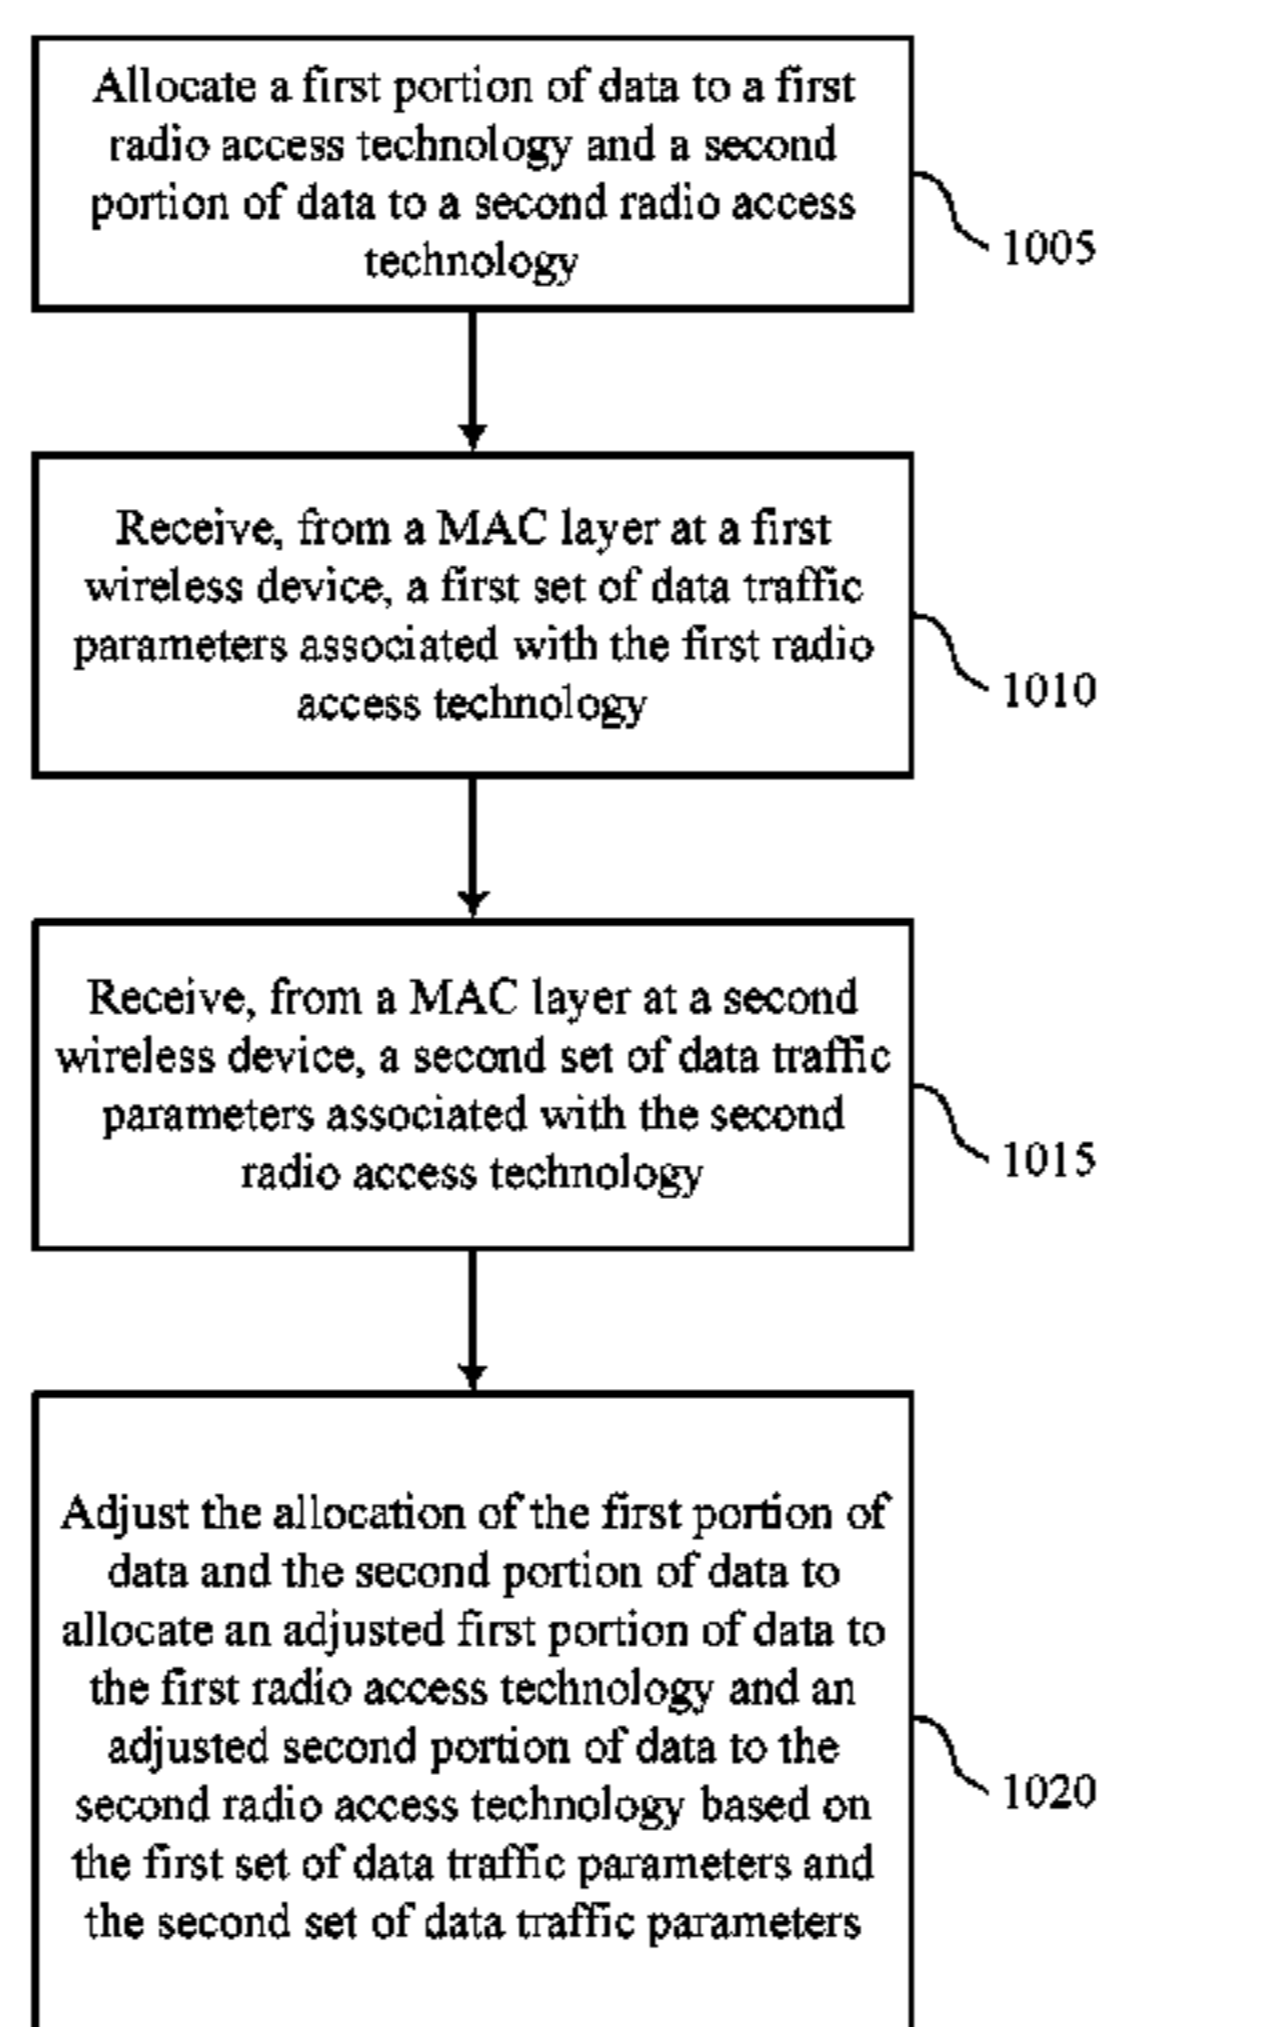 Allocate a first portion of data to a first
radio access technology and a second
portion of data to a second radio access
technology
1005
Receive, from a MAC layer at a first
wireless device, a first set of data traffic
parameters associated with the first radio
access technology
1010
Receive, from a MAC layer at a second
wireless device, a second set of data traffic
parameters associated with the second
radio access technology
1015
Adjust the allocation of the first portion of
data and the second portion of data to
allocate an adjusted first portion of data to
the first radio access technology and an
adjusted second portion of data to the
second radio access technology based on
the first set of data traffic parameters and
the second set of data traffic parameters
1020